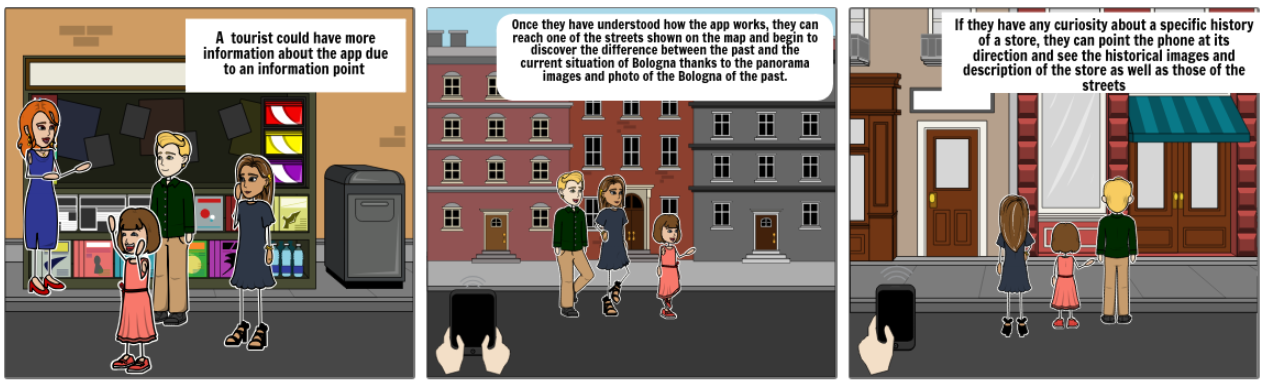 A tourist could have more
information about the app due
to an information point
Once they have understood how the app works, they can
reach one of the streets shown on the map and begin to
discover the difference between the past and the
current situation of Bologna thanks to the panorama
images and photo of the Bologna of the past.
If they have any curiosity about a specific history
of a store, they can point the phone at its
direction and see the historical images and
description of the store as well as those of the
streets